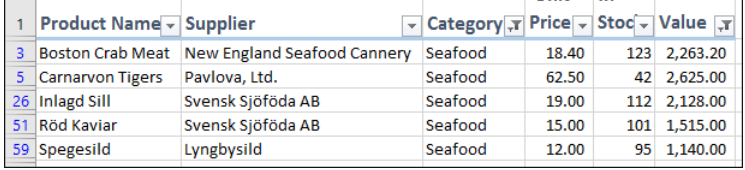 1 Product Name Supplier Category Price Stoc Value
3 Boston Crab Meat New England Seafood Cannery Seafood 18.40 123 2,263.20
5 Carnarvon Tigers Pavlova, Ltd. Seafood 62.50 42 2,625.00
26 Inlagd Sill Svensk Sjöföda AB Seafood 19.00 112 2,128.00
51 Röd Kaviar Svensk Sjöföda AB Seafood 15.00 101 1,515.00
59 Spegesild Lyngbysild Seafood 12.00 95 1,140.00